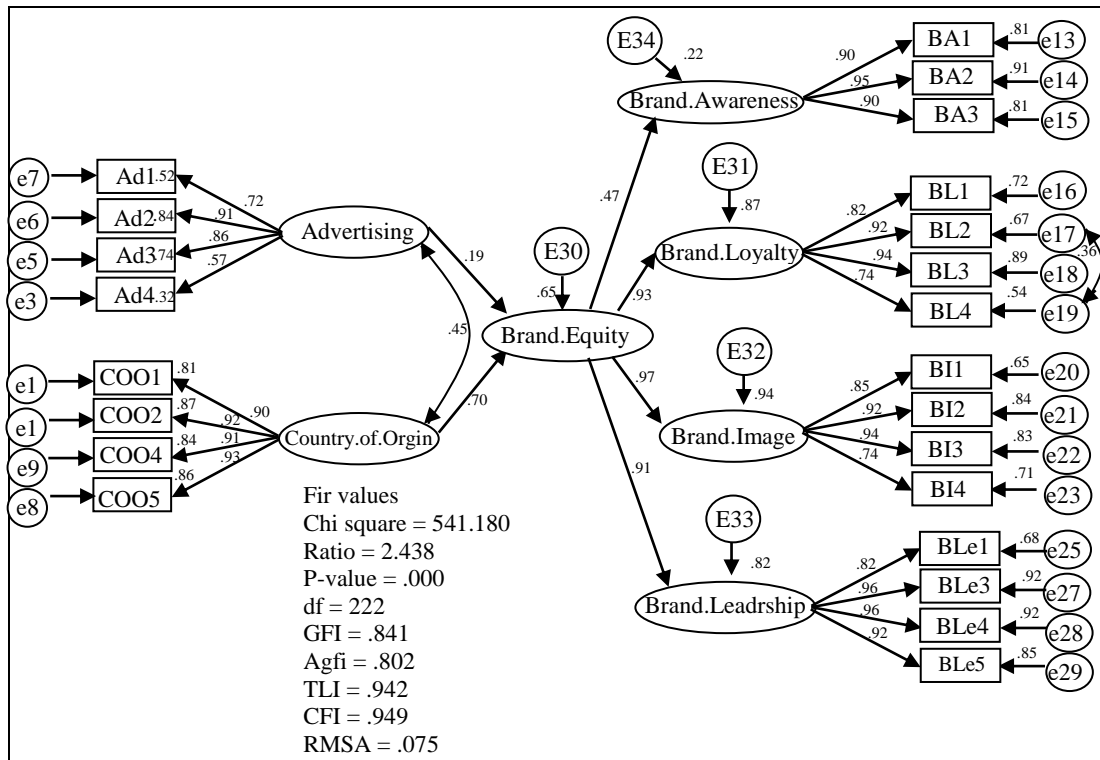 E34
.22
Brand.Awareness
.47
.90
.95
.90
BA1
.81
e13
BA2
.91
e14
BA3
.81
e15
e7
Ad1
.52
.72
e6
Ad2
.84
.91
e5
Ad3
.74
.86
e3
Ad4
.32
.57
Advertising
.19
.45
E31
.87
Brand.Loyalty
.93
.82
.92
.94
.74
BL1
.72
e16
BL2
.67
e17
BL3
.89
e18
BL4
.54
e19
.36
E30
.65
Brand.Equity
e1
COO1
.81
.90
e1
COO2
.87
.92
e9
COO4
.84
.91
e8
COO5
.86
.93
Country.of.Orgin
.70
E32
.94
Brand.Image
.97
.85
.92
.94
.74
BI1
.65
e20
BI2
.84
e21
BI3
.83
e22
BI4
.71
e23
E33
.82
Brand.Leadrship
.91
.82
.96
.96
.92
BLe1
.68
e25
BLe3
.92
e27
BLe4
.92
e28
BLe5
.85
e29
Fir values
Chi square = 541.180
Ratio = 2.438
P-value = .000
df = 222
GFI = .841
Agfi = .802
TLI = .942
CFI = .949
RMSA = .075